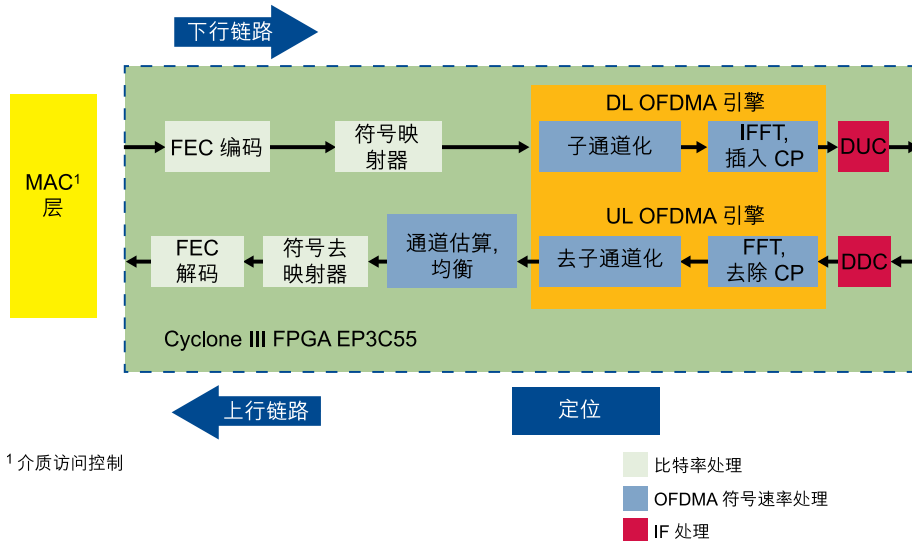 下行链路
MAC¹
层
FEC 编码
符号映
射器
DL OFDMA 引擎
子通道化
IFFT,
插入 CP
DUC
FEC
解码
符号去
映射器
通道估算,
均衡
UL OFDMA 引擎
去子通道化
FFT,
去除 CP
DDC
Cyclone III FPGA EP3C55
上行链路
定位
¹ 介质访问控制
比特率处理
OFDMA 符号速率处理
IF 处理